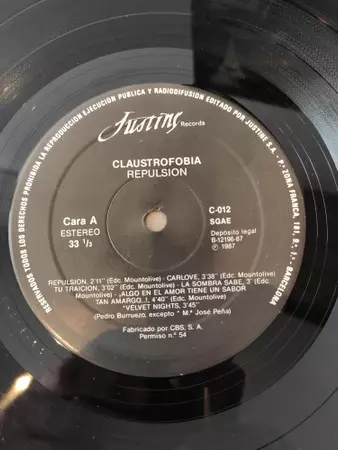 RESERVADOS TODOS LOS DERECHOS PROHIBIDA LA REPRODUCCION EJECUCION PUBLICA Y RADIODIFUSION EDITADO POR JUSTINE S.A. - Pº ZONA FRANCA, 181, 8.ª 1.ª - BARCELONA
Justine
Records
CLAUSTROFOBIA
REPULSION
Cara A
ESTEREO
33 1/3
C-012
SGAE
Depósito legal
B-12196-87
℗ 1987
REPULSION, 2'11" (Edc. Mountolive) - CARLOVE, 3'38" (Edc. Mountolive)
TU TRAICION, 3'02" (Edc. Mountolive) - LA SOMBRA SABE, 3' (Edc.
Mountolive) - ¡ALGO EN EL AMOR TIENE UN SABOR
TAN AMARGO..!, 4'40" (Edc. Mountolive)
*VELVET NIGHTS, 3'45"
(Pedro Burruezo, excepto * Mª José Peña)
Fabricado por CBS, S. A.
Permiso n.º 54